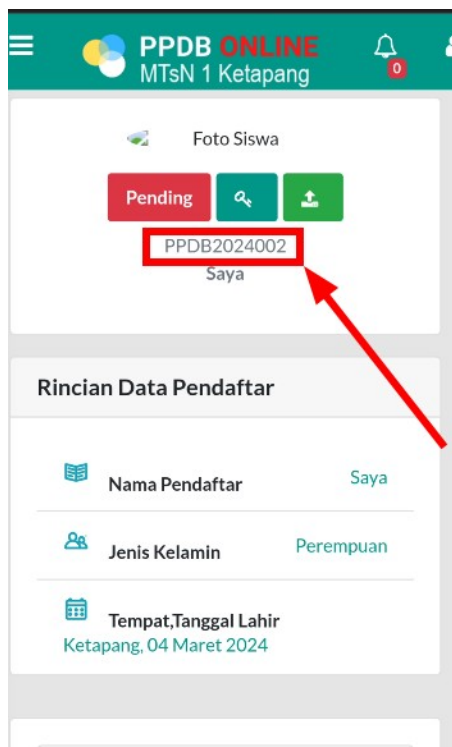 PPDB ONLINE
MTsN 1 Ketapang
0
Foto Siswa
Pending
PPDB2024002
Saya
Rincian Data Pendaftar
Nama Pendaftar Saya
Jenis Kelamin Perempuan
Tempat,Tanggal Lahir
Ketapang, 04 Maret 2024